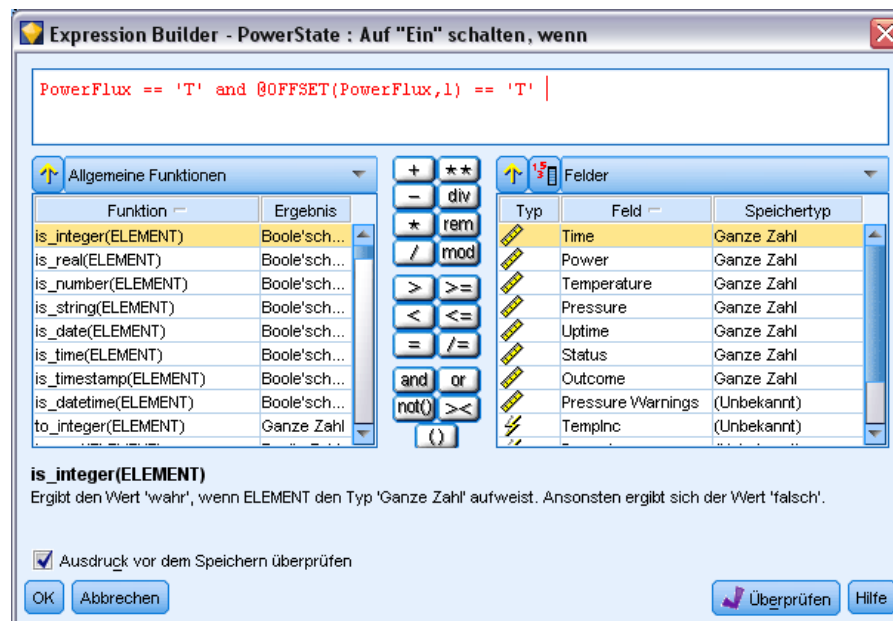 Expression Builder - PowerState : Auf "Ein" schalten, wenn
PowerFlux == 'T' and @OFFSET(PowerFlux,1) == 'T'
Allgemeine Funktionen
Funktion Ergebnis
is_integer(ELEMENT) Boole'sch...
is_real(ELEMENT) Boole'sch...
is_number(ELEMENT) Boole'sch...
is_string(ELEMENT) Boole'sch...
is_date(ELEMENT) Boole'sch...
is_time(ELEMENT) Boole'sch...
is_timestamp(ELEMENT) Boole'sch...
is_datetime(ELEMENT) Boole'sch...
to_integer(ELEMENT) Ganze Zahl
+ **
- div
* rem
/ mod
> >=
< <=
= /=
and or
not() ><
()
Felder
Typ Feld Speichertyp
Time Ganze Zahl
Power Ganze Zahl
Temperature Ganze Zahl
Pressure Ganze Zahl
Uptime Ganze Zahl
Status Ganze Zahl
Outcome Ganze Zahl
Pressure Warnings (Unbekannt)
TempInc (Unbekannt)
is_integer(ELEMENT)
Ergibt den Wert 'wahr', wenn ELEMENT den Typ 'Ganze Zahl' aufweist. Ansonsten ergibt sich der Wert 'falsch'.
Ausdruck vor dem Speichern überprüfen
OK Abbrechen Überprüfen Hilfe